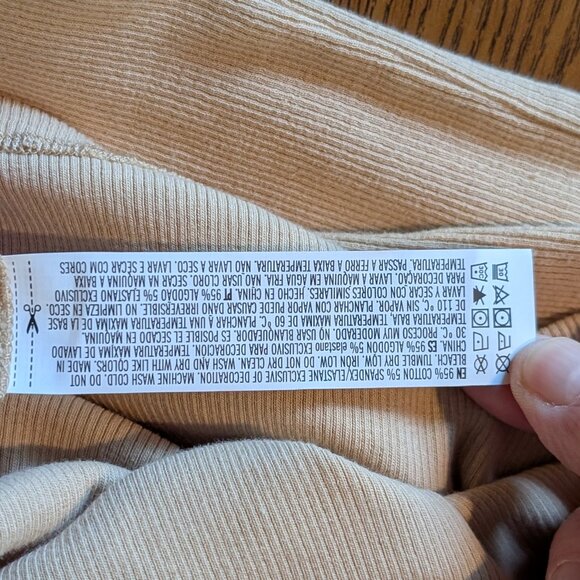 EN 95% COTTON 5% SPANDEX-ELASTANE/EXCLUSIVE OF DECORATION MACHINE WASH, COLD. DO NOT
BLEACH. TUMBLE DRY LOW. IRON, LOW. DO NOT DRY CLEAN. WASH AND DRY WITH LIKE COLORS. MADE IN
CHINA. ES 95% ALGODÓN 5% elastano EXCLUSIVO PARA DECORACIÓN. TEMPERATURA MÁXIMA DE LAVADO
30 °C. PROCESO MUY MODERADO. NO USAR BLANQUEADOR. ES POSIBLE EL SECADO EN MÁQUINA.
TEMPERATURA BAJA, TEMPERATURA MÁXIMA DE 60 °C. PLANCHAR A UNA TEMPERATURA MÁXIMA DE LA BASE
DE 110 °C. SIN VAPOR. PLANCHAR CON VAPOR PUEDE CAUSAR DAÑO IRREVERSIBLE. NO LIMPIEZA EN SECO.
LAVAR Y SECAR CON COLORES SIMILARES. HECHO EN CHINA. PT 95% ALGODÃO 5% ELASTANO EXCLUSIVO
PARA DECORAÇÃO. LAVAR À MÁQUINA EM ÁGUA FRIA. NÃO USAR CLORO. SECAR NA MÁQUINA A BAIXA
TEMPERATURA. PASSAR A FERRO A BAIXA TEMPERATURA. NÃO LAVAR A SECO. LAVAR E SECAR COM CORES